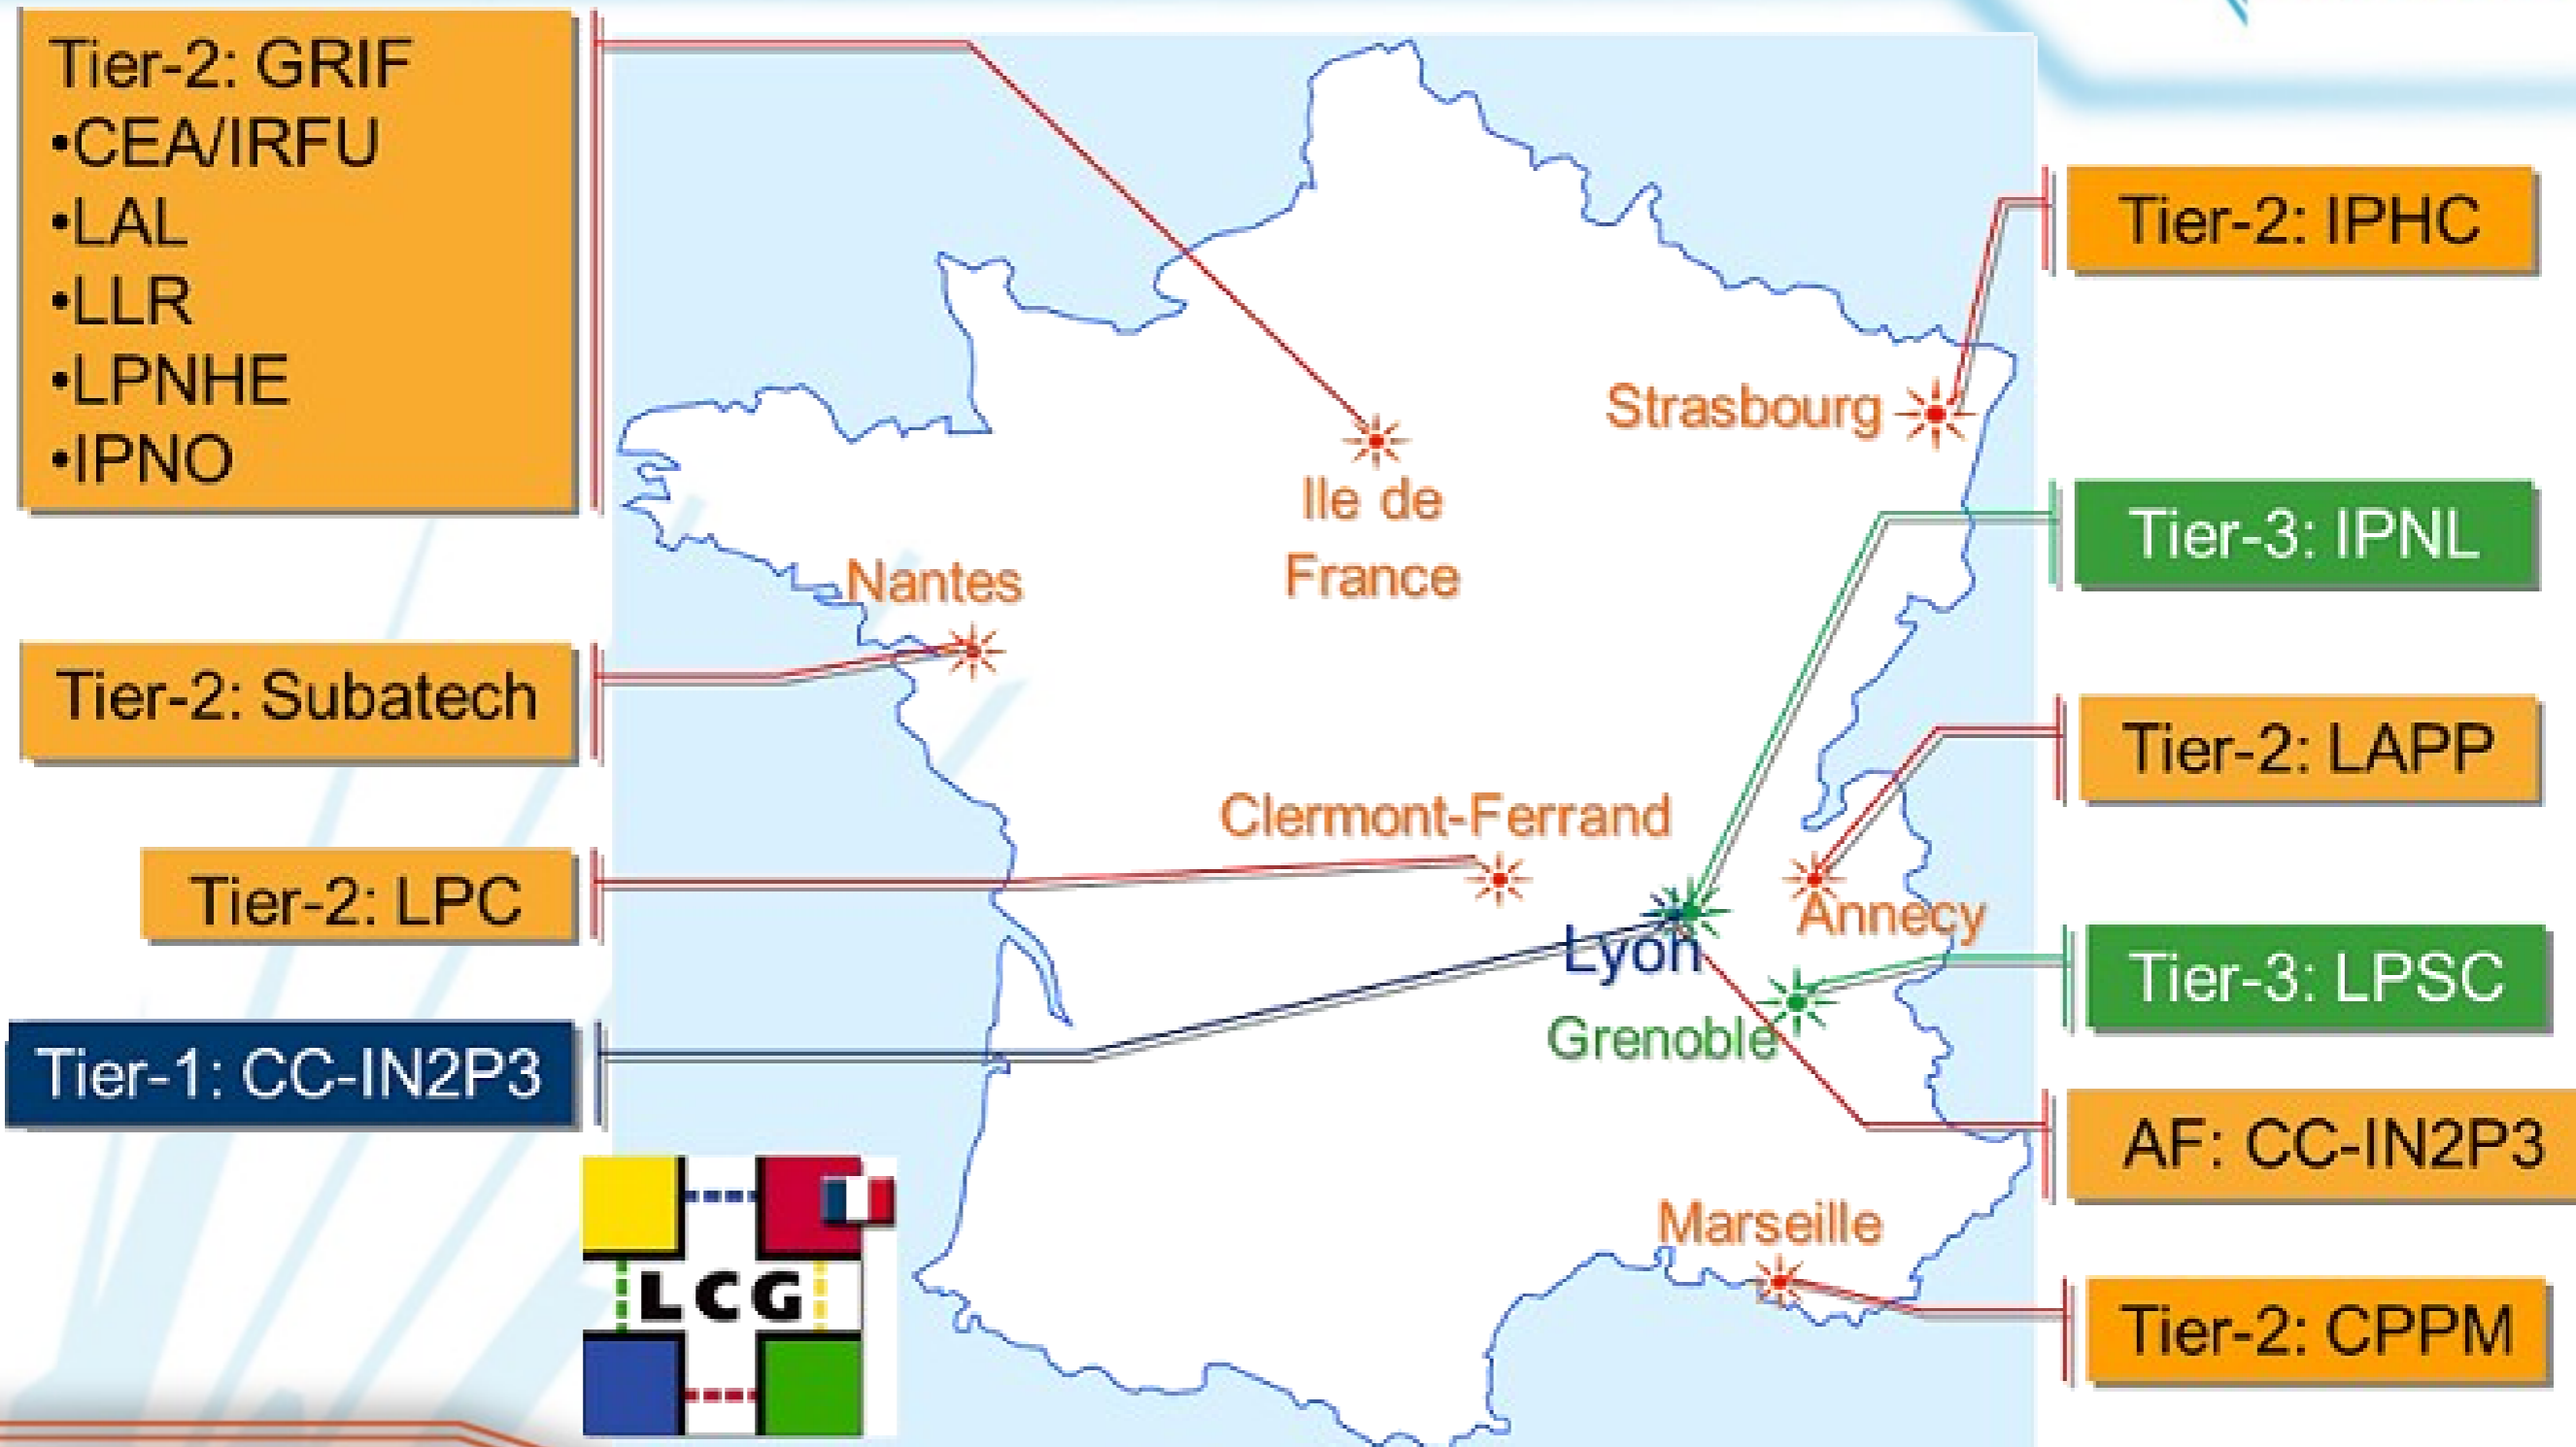 Tier-2: GRIF
•CEA/IRFU
•LAL
•LLR
•LPNHE
•IPNO
Tier-2: Subatech
Tier-2: LPC
Tier-1: CC-IN2P3
Strasbourg
Ile de
France
Nantes
Clermont-Ferrand
Lyon
Annecy
Grenoble
Marseille
LCG
Tier-2: IPHC
Tier-3: IPNL
Tier-2: LAPP
Tier-3: LPSC
AF: CC-IN2P3
Tier-2: CPPM